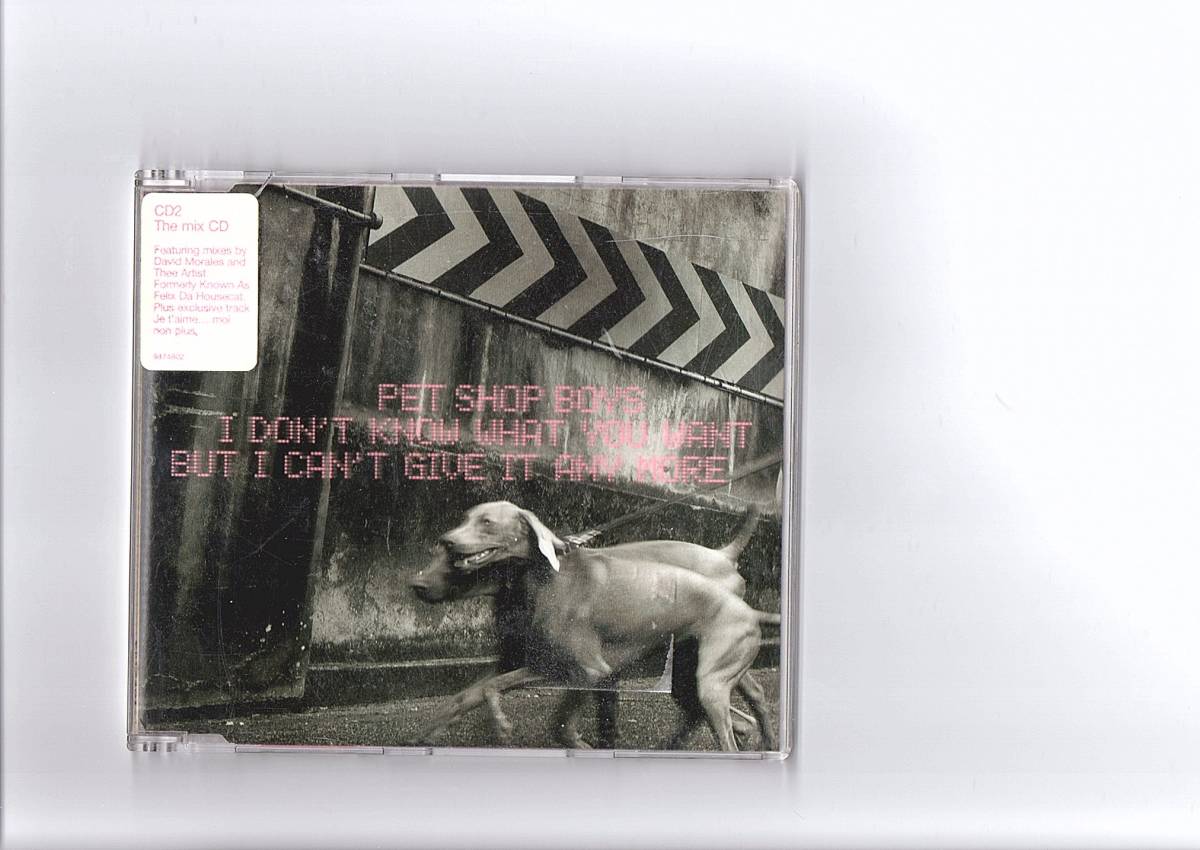 CD2
The mix CD
Featuring mixes by
David Morales and
Thee Artist
Formerly Known As
Felix Da Housecat.
Plus exclusive track
Je t'aime... moi
non plus.
8874802
PET SHOP BOYS
I DON'T KNOW WHAT YOU WANT
BUT I CAN'T GIVE IT ANY MORE